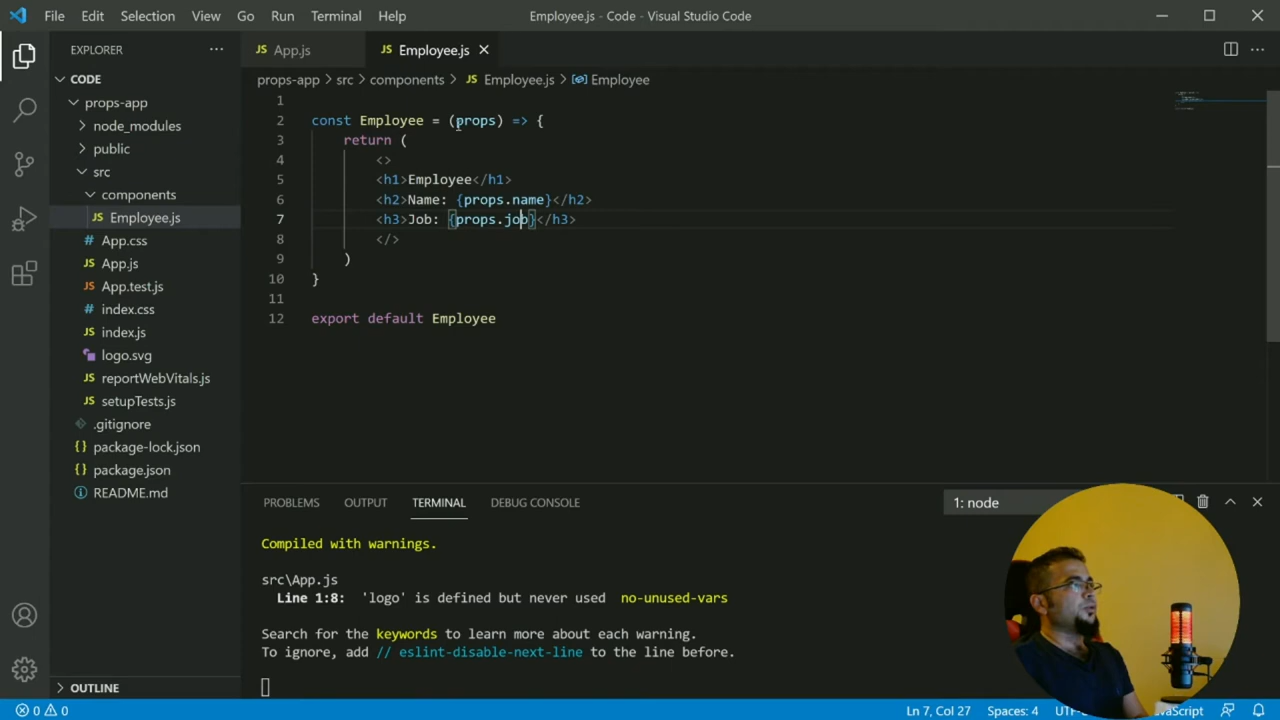 File Edit Selection View Go Run Terminal Help Employee.js - Code - Visual Studio Code
EXPLORER
CODE
props-app
node_modules
public
src
components
JS Employee.js
# App.css
JS App.js
JS App.test.js
# index.css
JS index.js
logo.svg
JS reportWebVitals.js
JS setupTests.js
.gitignore
{} package-lock.json
{} package.json
README.md
OUTLINE
JS App.js JS Employee.js
props-app > src > components > JS Employee.js > Employee
1
2 const Employee = (props) => {
3 return (
4 <>
5 <h1>Employee</h1>
6 <h2>Name: {props.name}</h2>
7 <h3>Job: {props.job}</h3>
8 </>
9 )
10 }
11
12 export default Employee
PROBLEMS OUTPUT TERMINAL DEBUG CONSOLE 1: node
Compiled with warnings.
src\App.js
Line 1:8: 'logo' is defined but never used no-unused-vars
Search for the keywords to learn more about each warning.
To ignore, add // eslint-disable-next-line to the line before.
0 0 Ln 7, Col 27 Spaces: 4